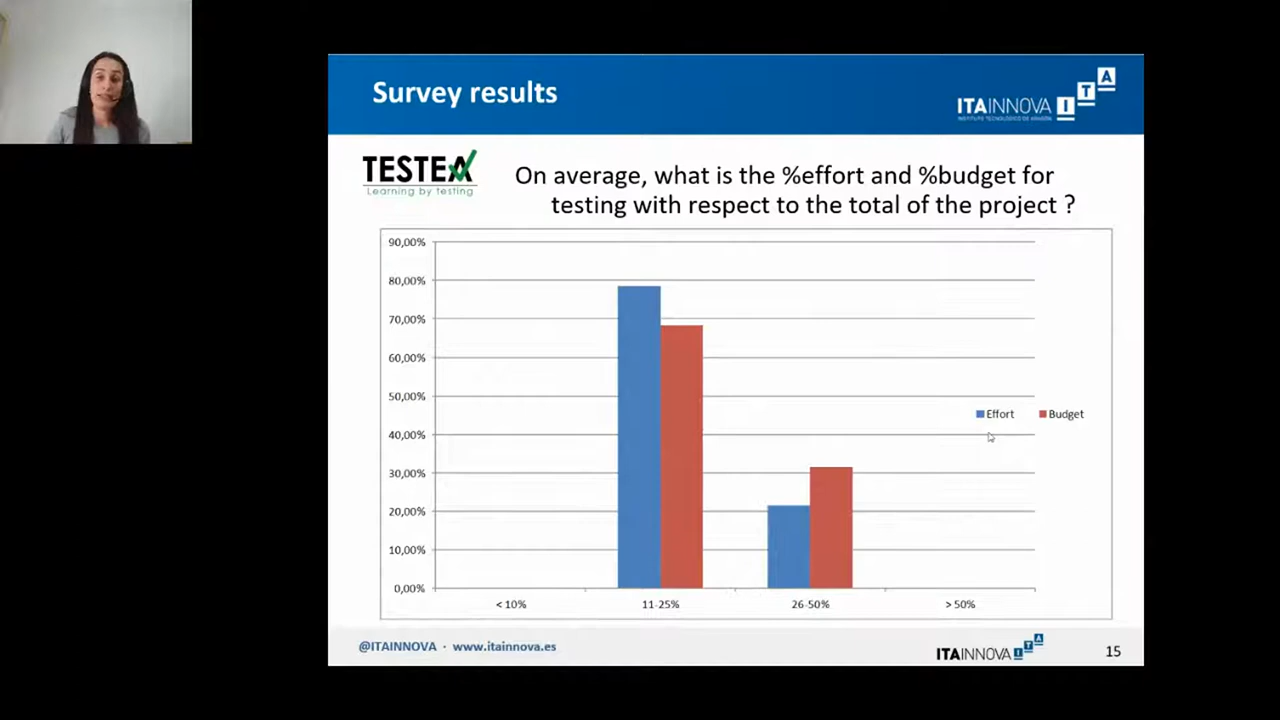 Survey results
ITAINNOVA
INSTITUTO TECNOLÓGICO DE ARAGÓN
I T A
TESTEA
Learning by testing
On average, what is the %effort and %budget for
testing with respect to the total of the project ?
90,00%
80,00%
70,00%
60,00%
50,00%
40,00%
30,00%
20,00%
10,00%
0,00%
< 10%
11-25%
26-50%
> 50%
Effort
Budget
@ITAINNOVA · www.itainnova.es
ITAINNOVA I T A
15